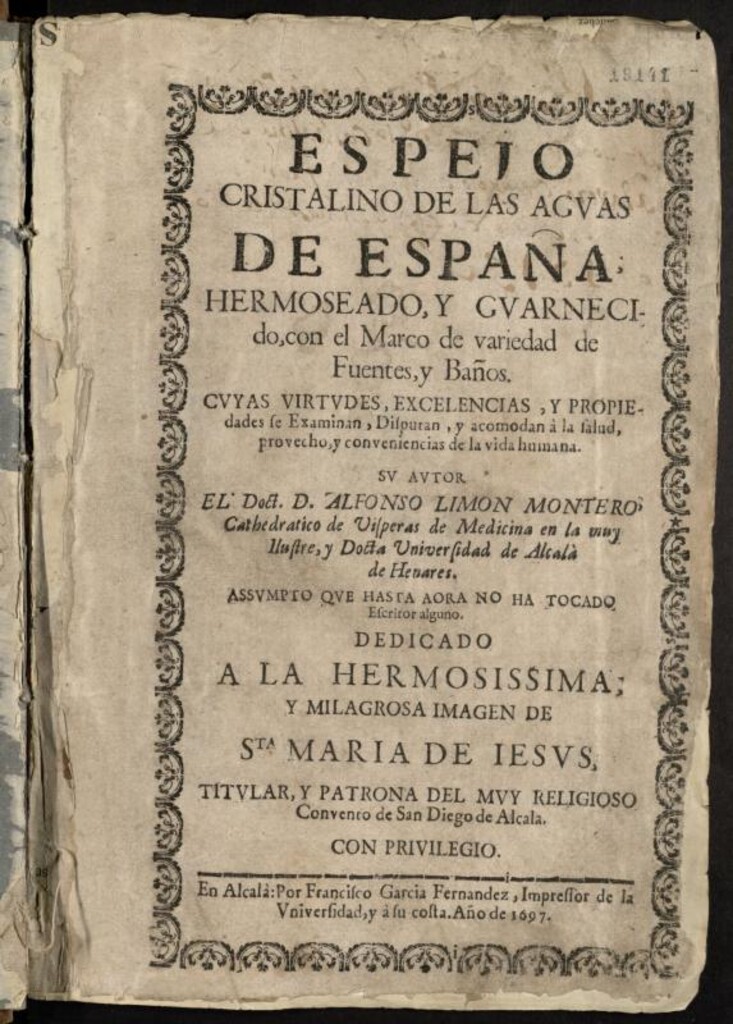 S
19141
ESPEJO
CRISTALINO DE LAS AGVAS
DE ESPAÑA,
HERMOSEADO, Y GVARNECI-
do, con el Marco de variedad de
Fuentes, y Baños.
CVYAS VIRTVDES, EXCELENCIAS, Y PROPIE-
dades ſe Examinan, Diſputan, y acomodan à la ſalud,
provecho, y conveniencias de la vida humana.
SV AVTOR
EL Doct. D. ALFONSO LIMON MONTERO,
Cathedratico de Viſperas de Medicina en la muy
Iluſtre, y Docta Univerſidad de Alcalà
de Henares.
ASSVMPTO QVE HASTA AORA NO HA TOCADO
Eſcritor alguno.
DEDICADO
A LA HERMOSISSIMA,
Y MILAGROSA IMAGEN DE
STA MARIA DE IESVS,
TITVLAR, Y PATRONA DEL MVY RELIGIOSO
Convento de San Diego de Alcala.
CON PRIVILEGIO.
En Alcalà: Por Franciſco Garcia Fernandez, Impreſſor de la
Vniverſidad, y à ſu coſta. Año de 1697.